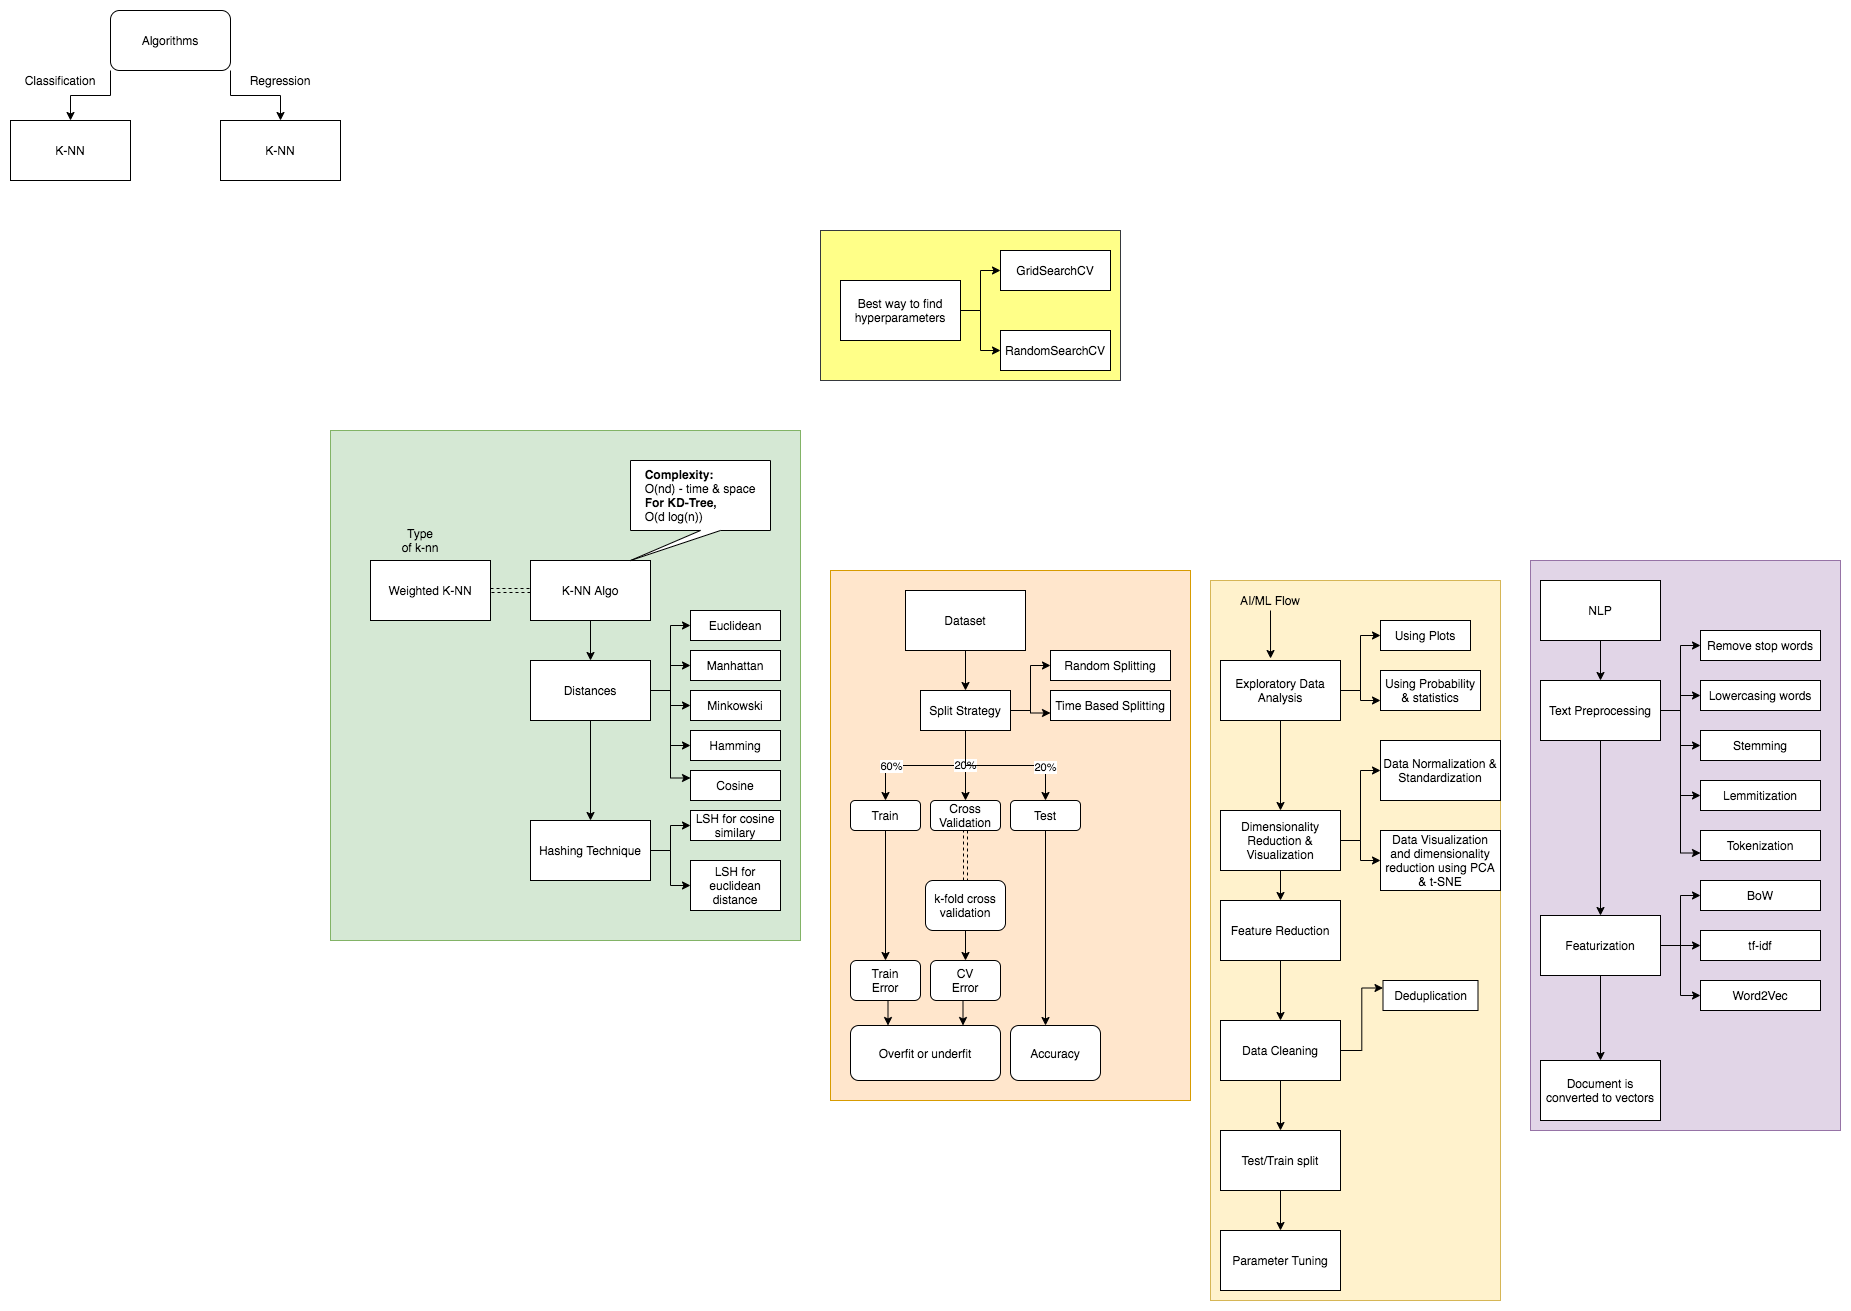 Algorithms
Classification
Regression
K-NN
K-NN
Best way to find
hyperparameters
GridSearchCV
RandomSearchCV
Complexity:
O(nd) - time & space
For KD-Tree,
O(d log(n))
Type
of k-nn
Weighted K-NN
K-NN Algo
Distances
Euclidean
Manhattan
Minkowski
Hamming
Cosine
Hashing Technique
LSH for cosine
similary
LSH for
euclidean
distance
Dataset
Split Strategy
Random Splitting
Time Based Splitting
60%
20%
20%
Train
Cross
Validation
Test
k-fold cross
validation
Train
Error
CV
Error
Overfit or underfit
Accuracy
AI/ML Flow
Exploratory Data
Analysis
Using Plots
Using Probability
& statistics
Dimensionality
Reduction &
Visualization
Data Normalization &
Standardization
Data Visualization
and dimensionality
reduction using PCA
& t-SNE
Feature Reduction
Data Cleaning
Deduplication
Test/Train split
Parameter Tuning
NLP
Text Preprocessing
Remove stop words
Lowercasing words
Stemming
Lemmitization
Tokenization
Featurization
BoW
tf-idf
Word2Vec
Document is
converted to vectors